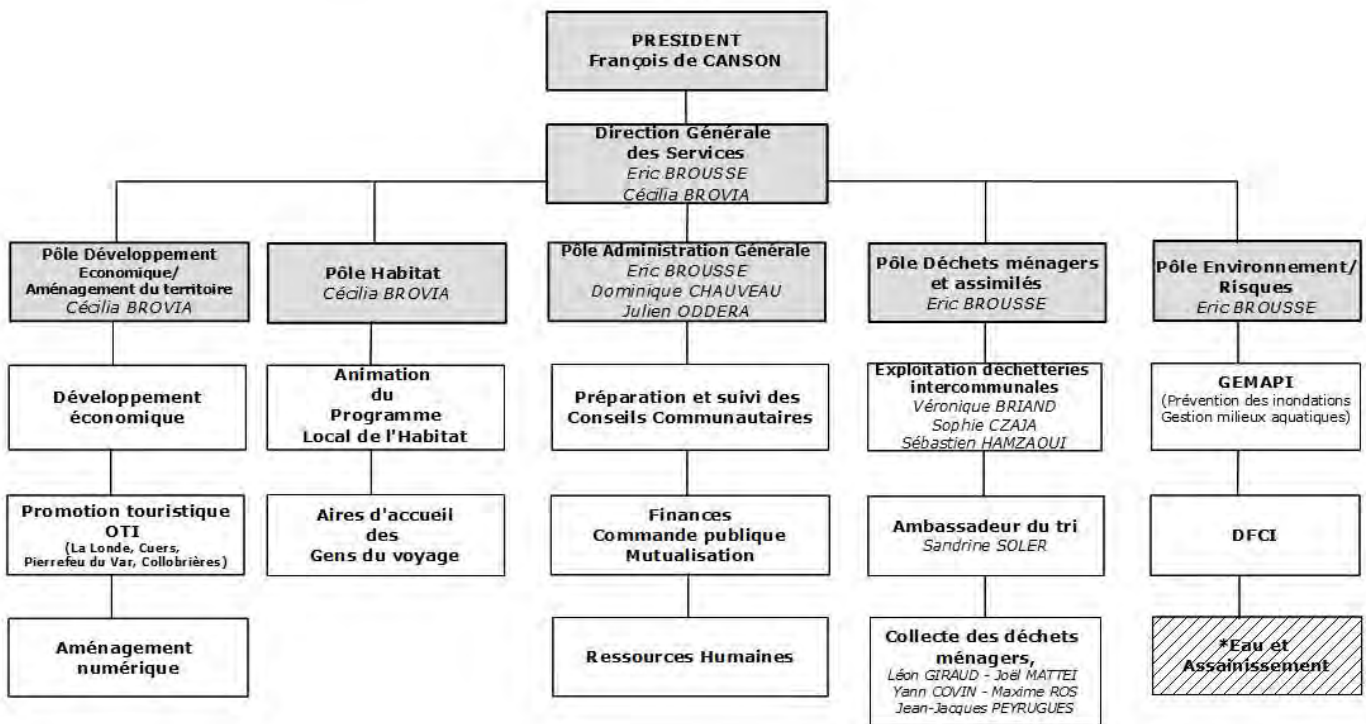 PRESIDENT
François de CANSON
Direction Générale
des Services
Eric BROUSSE
Cécilia BROVIA
Pôle Développement
Economique/
Aménagement du territoire
Cécilia BROVIA
Pôle Habitat
Cécilia BROVIA
Pôle Administration Générale
Eric BROUSSE
Dominique CHAUVEAU
Julien ODDERA
Pôle Déchets ménagers
et assimilés
Eric BROUSSE
Pôle Environnement/
Risques
Eric BROUSSE
Développement
économique
Animation
du
Programme
Local de l'Habitat
Préparation et suivi des
Conseils Communautaires
Exploitation déchetteries
intercommunales
Véronique BRIAND
Sophie CZAJA
Sébastien HAMZAOUI
GEMAPI
(Prévention des inondations
Gestion milieux aquatiques)
Promotion touristique
OTI
(La Londe, Cuers,
Pierrefeu du Var, Collobrières)
Aires d'accueil
des
Gens du voyage
Finances
Commande publique
Mutualisation
Ambassadeur du tri
Sandrine SOLER
DFCI
Aménagement
numérique
Ressources Humaines
Collecte des déchets
ménagers,
Léon GIRAUD - Joël MATTEI
Yann COVIN - Maxime ROS
Jean-Jacques PEYRUGUES
*Eau et
Assainissement